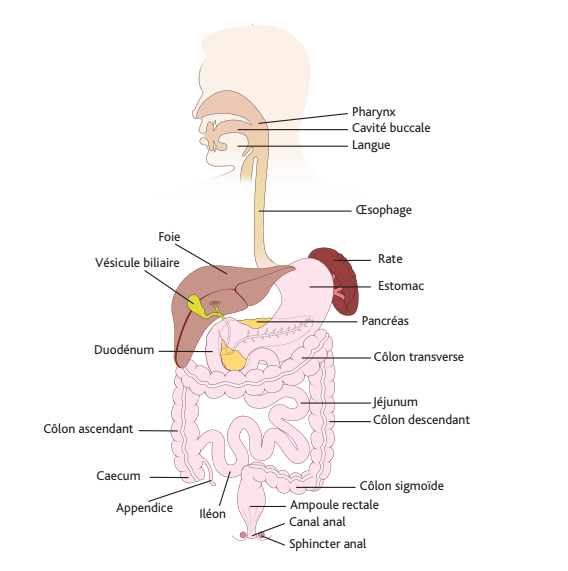 Pharynx
Cavité buccale
Langue
Œsophage
Foie
Vésicule biliaire
Rate
Estomac
Pancréas
Duodénum
Côlon transverse
Jéjunum
Côlon descendant
Côlon ascendant
Caecum
Appendice
Iléon
Côlon sigmoïde
Ampoule rectale
Canal anal
Sphincter anal